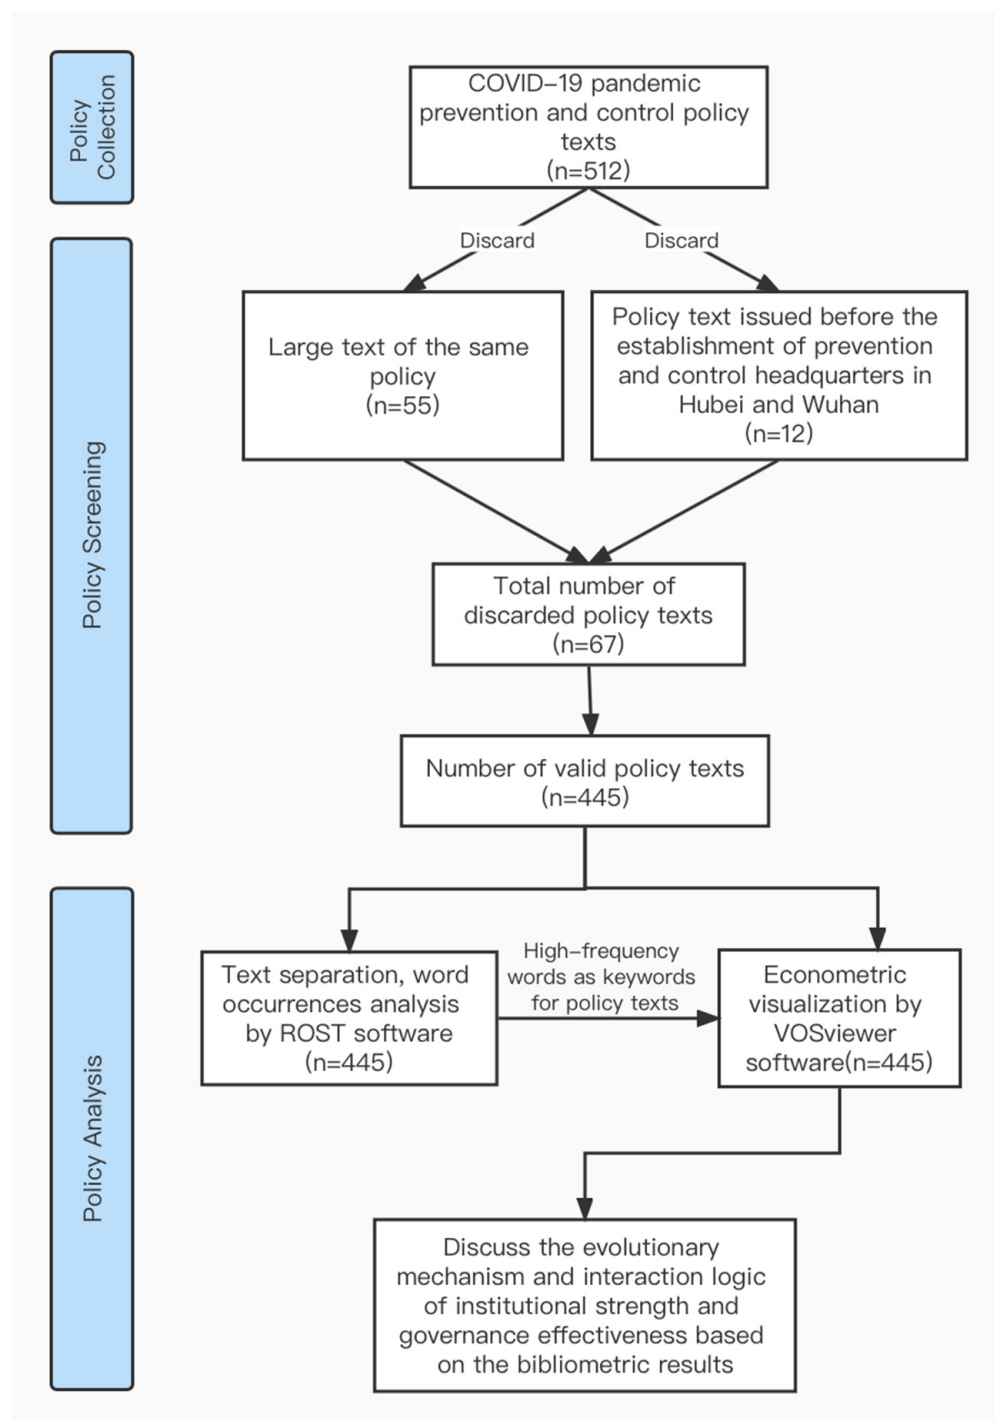 Policy
Collection
COVID–19 pandemic
prevention and control policy
texts
(n=512)
Discard
Discard
Policy Screening
Large text of the same
policy
(n=55)
Policy text issued before the
establishment of prevention
and control headquarters in
Hubei and Wuhan
(n=12)
Total number of
discarded policy texts
(n=67)
Number of valid policy texts
(n=445)
Policy Analysis
Text separation, word
occurrences analysis
by ROST software
(n=445)
High–frequency
words as keywords
for policy texts
Econometric
visualization by
VOSviewer
software(n=445)
Discuss the evolutionary
mechanism and interaction logic
of institutional strength and
governance effectiveness based
on the bibliometric results